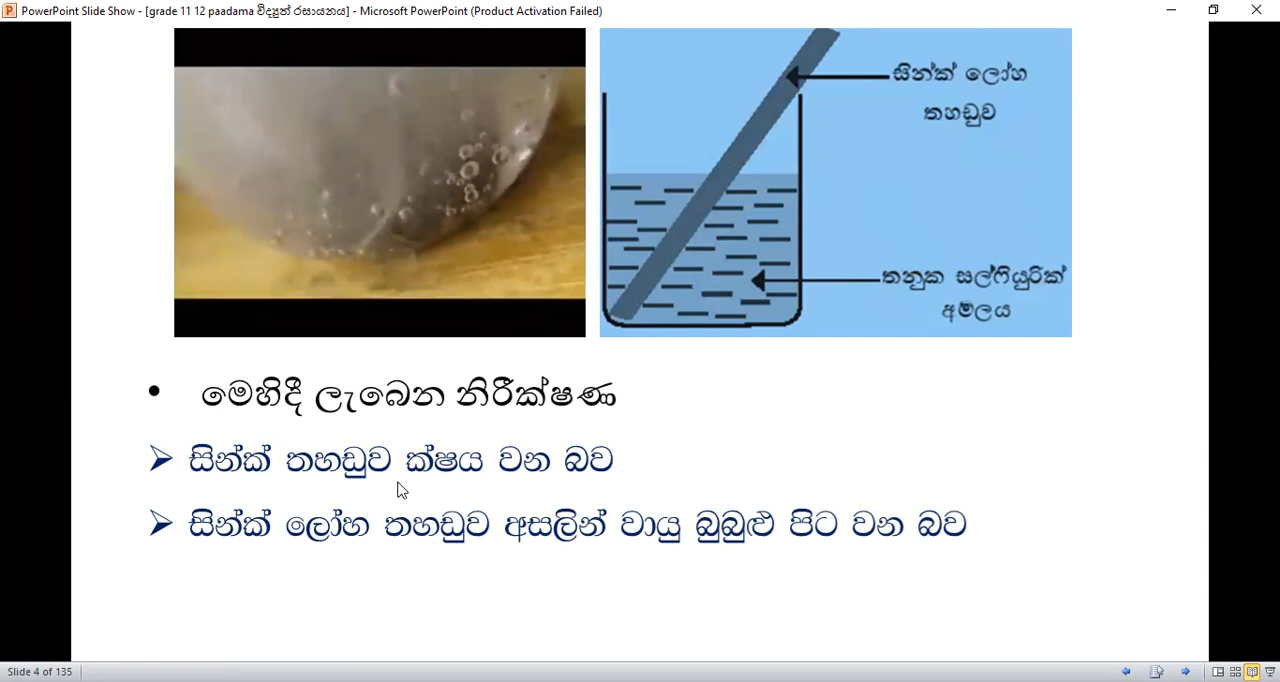 PowerPoint Slide Show - [grade 11 12 paadama විද්‍යුත් රසායනය] - Microsoft PowerPoint (Product Activation Failed)
සින්ක් ලෝහ
තහඩුව
තනුක සල්ෆියුරික්
අම්ලය
• මෙහිදී ලැබෙන නිරීක්ෂණ
➢ සින්ක් තහඩුව ක්ෂය වන බව
➢ සින්ක් ලෝහ තහඩුව අසලින් වායු බුබුළු පිට වන බව
Slide 4 of 135